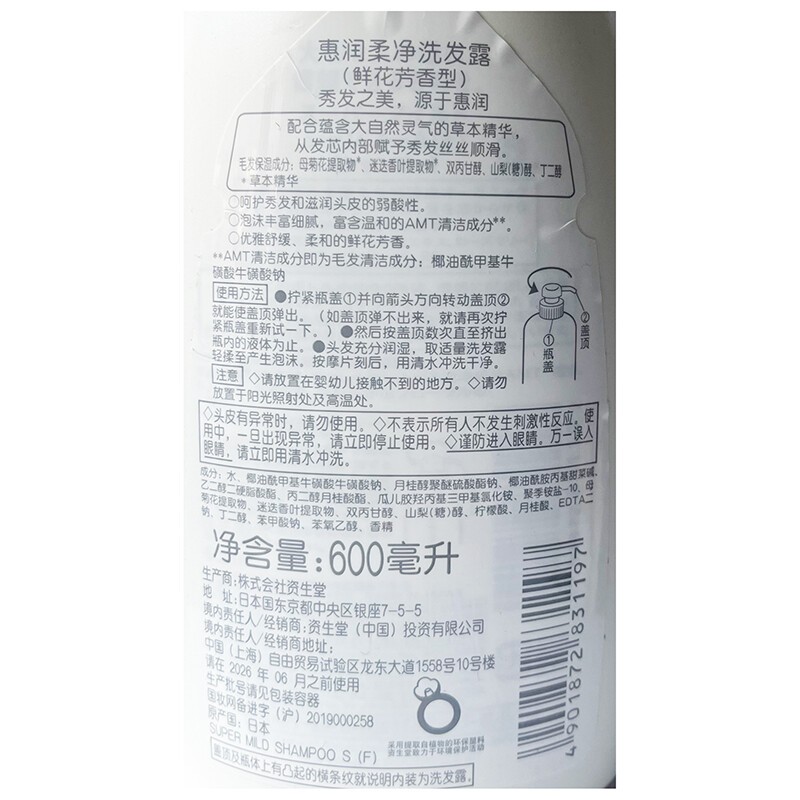 惠润柔净洗发露
（鲜花芳香型）
秀发之美，源于惠润
配合蕴含大自然灵气的草本精华，
从发芯内部赋予秀发丝丝顺滑。
毛发保湿成分：母菊花提取物*、迷迭香叶提取物*、双丙甘醇、山梨(糖)醇、丁二醇
*草本精华
○呵护秀发和滋润头皮的弱酸性。
○泡沫丰富细腻，富含温和的AMT清洁成分**。
○优雅舒缓、柔和的鲜花芳香。
**AMT清洁成分即为毛发清洁成分：椰油酰甲基牛
磺酸牛磺酸钠
使用方法 ●拧紧瓶盖①并向箭头方向转动盖顶②
就能使盖顶弹出。（如盖顶弹不出来，就请再次拧
紧瓶盖重新试一下。）●然后按盖顶数次直至挤出
瓶内的液体为止。●头发充分润湿，取适量洗发露
轻揉至产生泡沫。按摩片刻后，用清水冲洗干净。
②盖顶
①瓶盖
注意 ◇请放置在婴幼儿接触不到的地方。◇请勿
放置于阳光照射处及高温处。
◇头皮有异常时，请勿使用。◇不表示所有人不发生刺激性反应。使
用中，一旦出现异常，请立即停止使用。◇谨防进入眼睛。万一误入
眼睛，请立即用清水冲洗。
成分：水、椰油酰甲基牛磺酸牛磺酸钠、月桂醇聚醚硫酸酯钠、椰油酰胺丙基甜菜碱、
乙二醇二硬脂酸酯、丙二醇月桂酸酯、瓜儿胶羟丙基三甲基氯化铵、聚季铵盐-10、母
菊花提取物、迷迭香叶提取物、双丙甘醇、山梨(糖)醇、柠檬酸、月桂酸、EDTA二
钠、丁二醇、苯甲酸钠、苯氧乙醇、香精
净含量:600毫升
生产商：株式会社资生堂
地 址：日本国东京都中央区银座7-5-5
境内责任人/经销商：资生堂（中国）投资有限公司
境内责任人/经销商地址：
中国（上海）自由贸易试验区龙东大道1558号10号楼
请在 2026 年 06 月之前使用
生产批号请见包装容器
国妆网备进字（沪）2019000258
原产国：日本
SUPER MILD SHAMPOO S (F)
盖顶及瓶体上有凸起的横条纹就说明内装为洗发露。
采用提取自植物的环保塑料
资生堂致力于环境保护活动
4 901872 831197